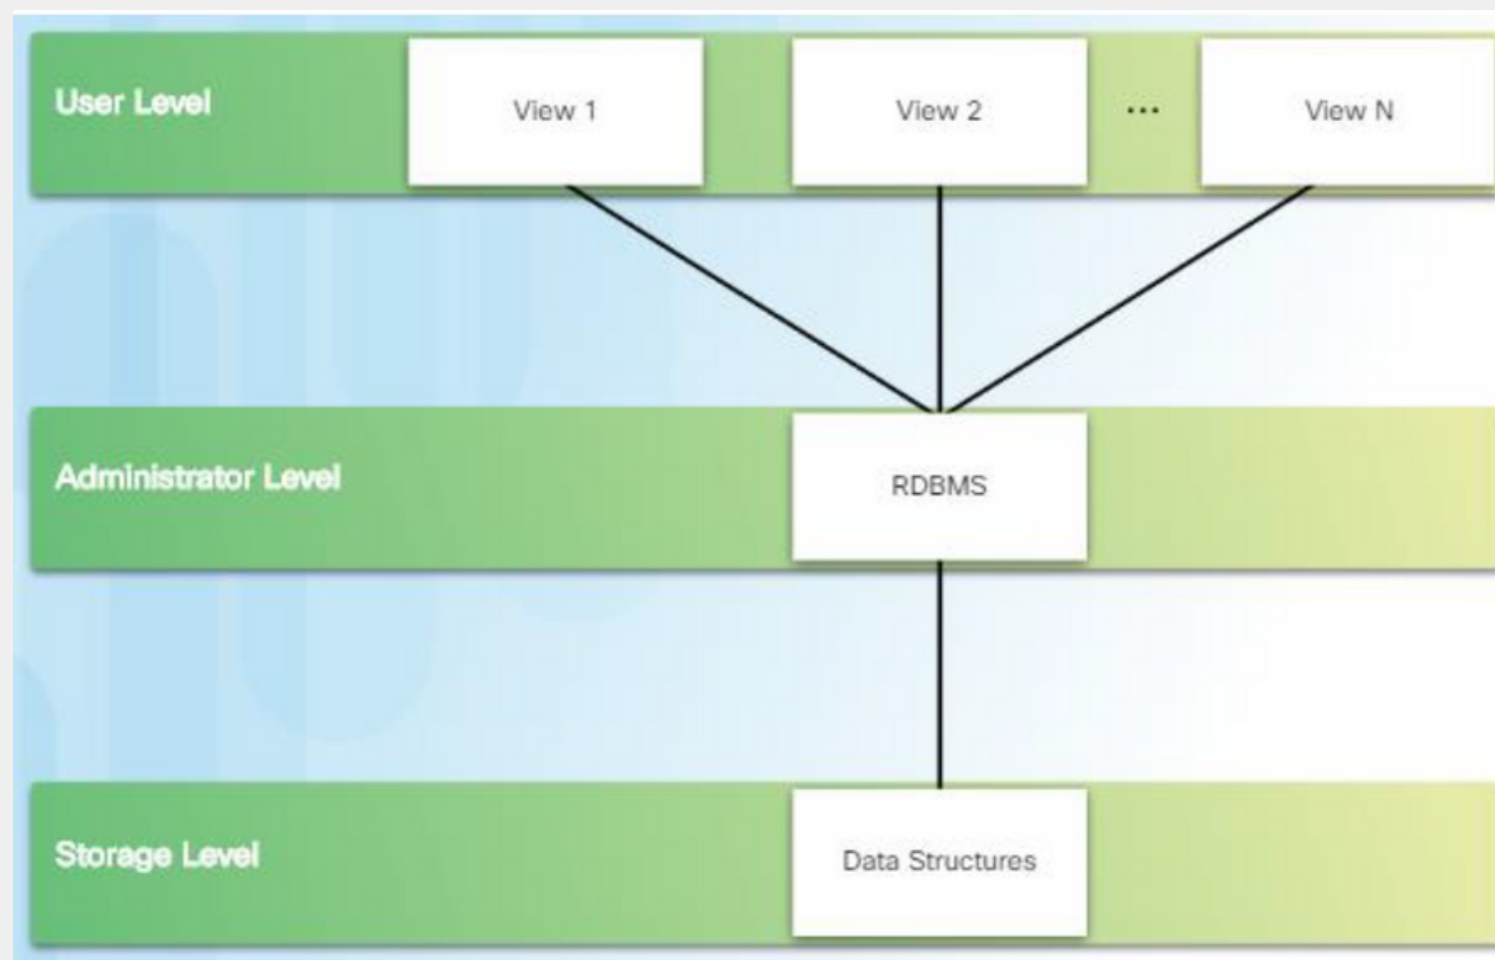 User Level
View 1
View 2
...
View N
Administrator Level
RDBMS
Storage Level
Data Structures